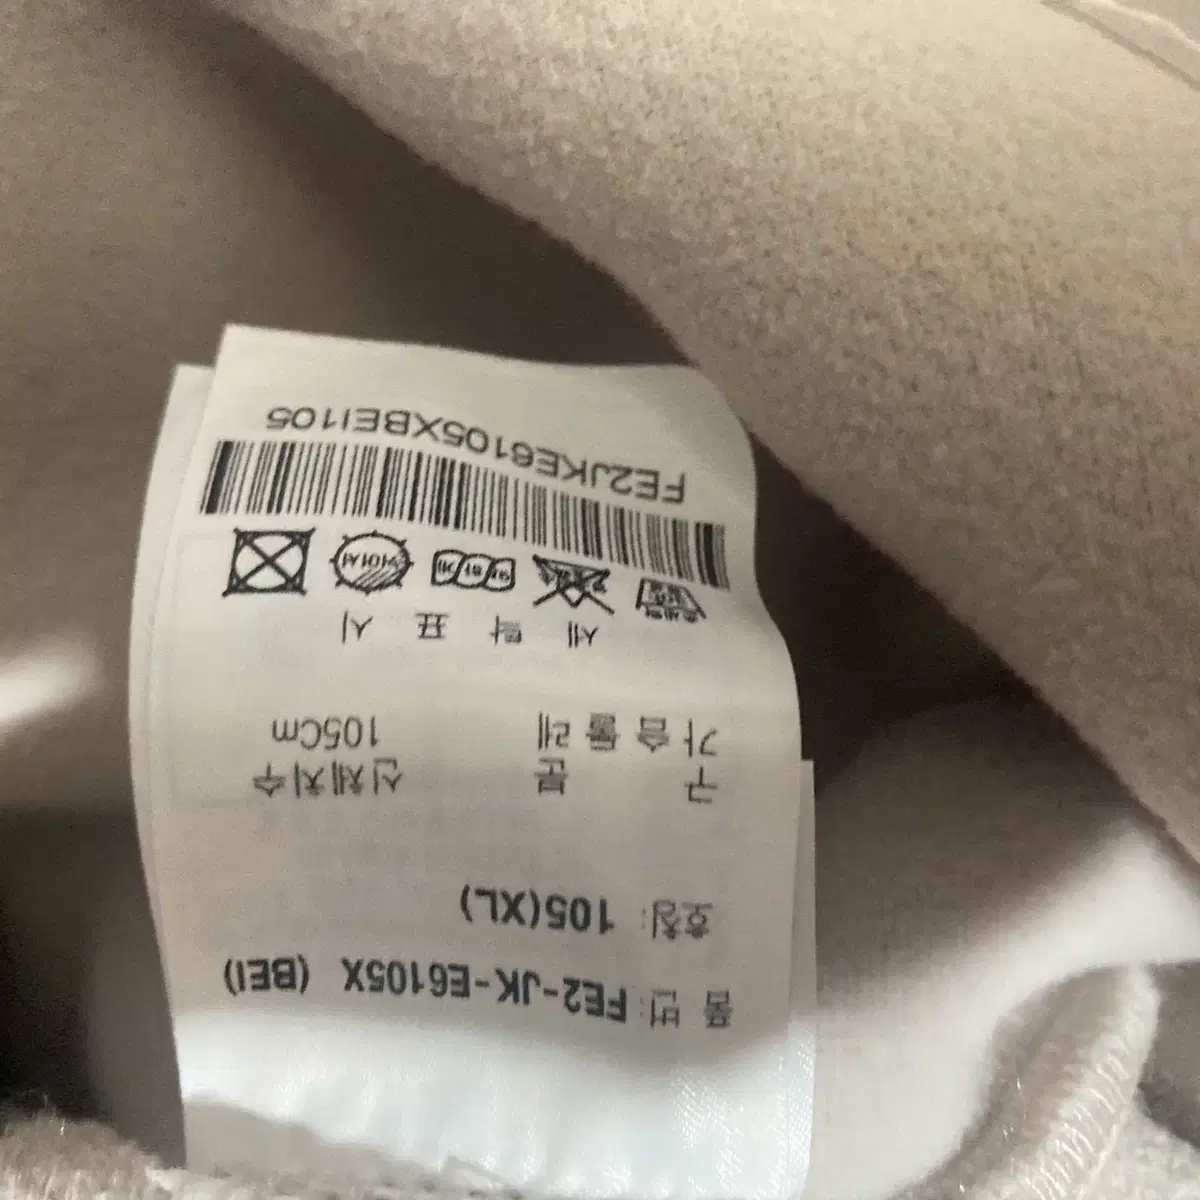 품 번: FE2-JK-E6105X (BEI)
호칭: 105(XL)
구 분 신체치수
가슴둘레 105Cm
세 탁 표 시
FE2JKE6105XBEI105